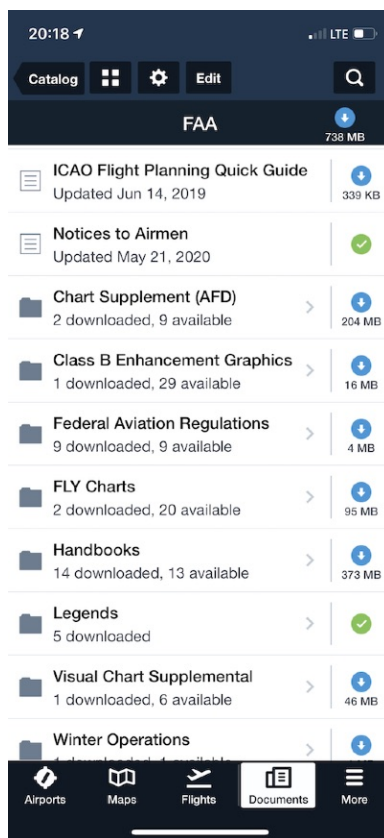 20:18 LTE
Catalog Edit
FAA
738 MB
ICAO Flight Planning Quick Guide
Updated Jun 14, 2019
339 KB
Notices to Airmen
Updated May 21, 2020
Chart Supplement (AFD)
2 downloaded, 9 available
204 MB
Class B Enhancement Graphics
1 downloaded, 29 available
16 MB
Federal Aviation Regulations
9 downloaded, 9 available
4 MB
FLY Charts
2 downloaded, 20 available
95 MB
Handbooks
14 downloaded, 13 available
373 MB
Legends
5 downloaded
Visual Chart Supplemental
1 downloaded, 6 available
46 MB
Winter Operations
Airports Maps Flights Documents More